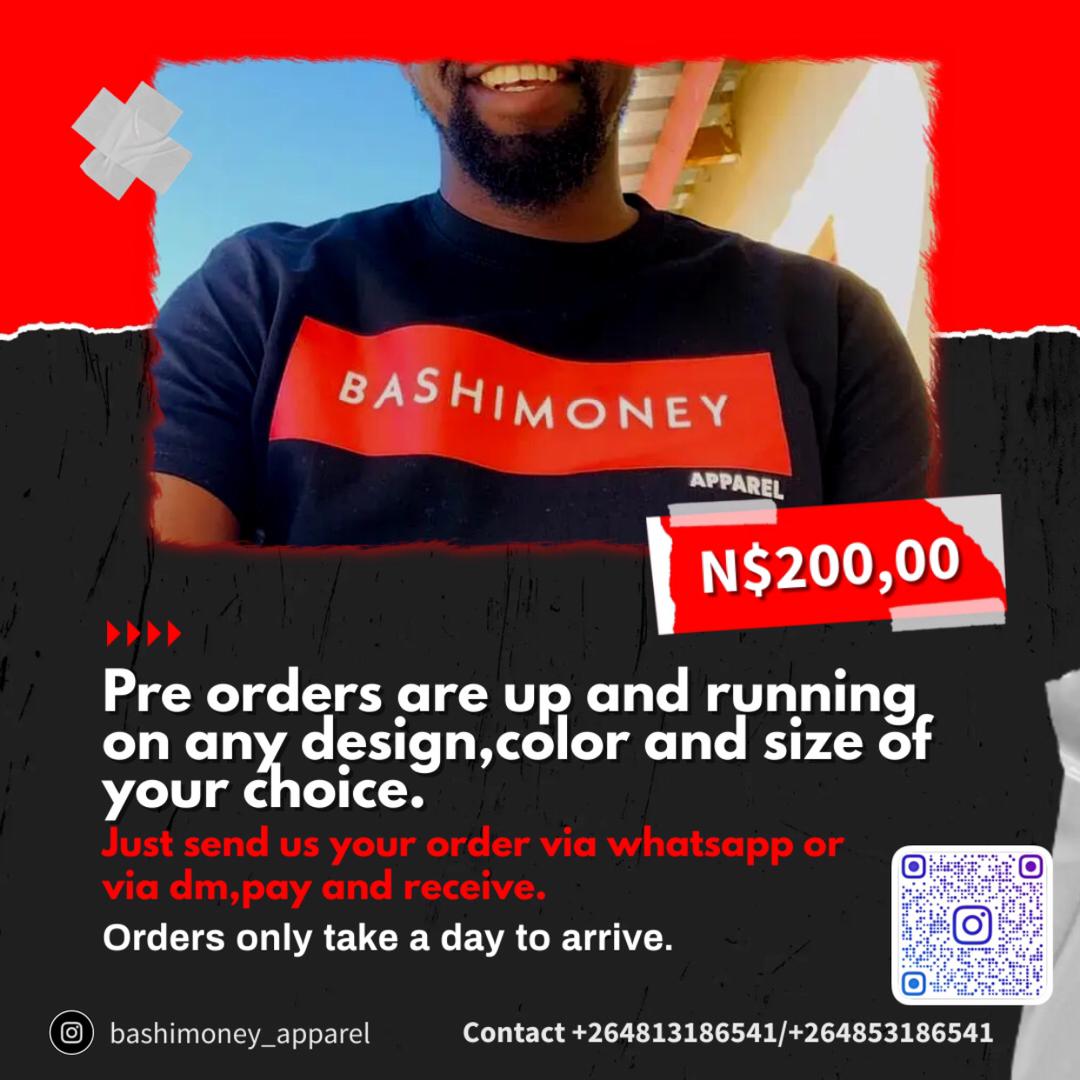 BASHIMONEY
APPAREL
N$200,00
Pre orders are up and running
on any design,color and size of
your choice.
Just send us your order via whatsapp or
via dm,pay and receive.
Orders only take a day to arrive.
bashimoney_apparel
Contact +264813186541/+264853186541